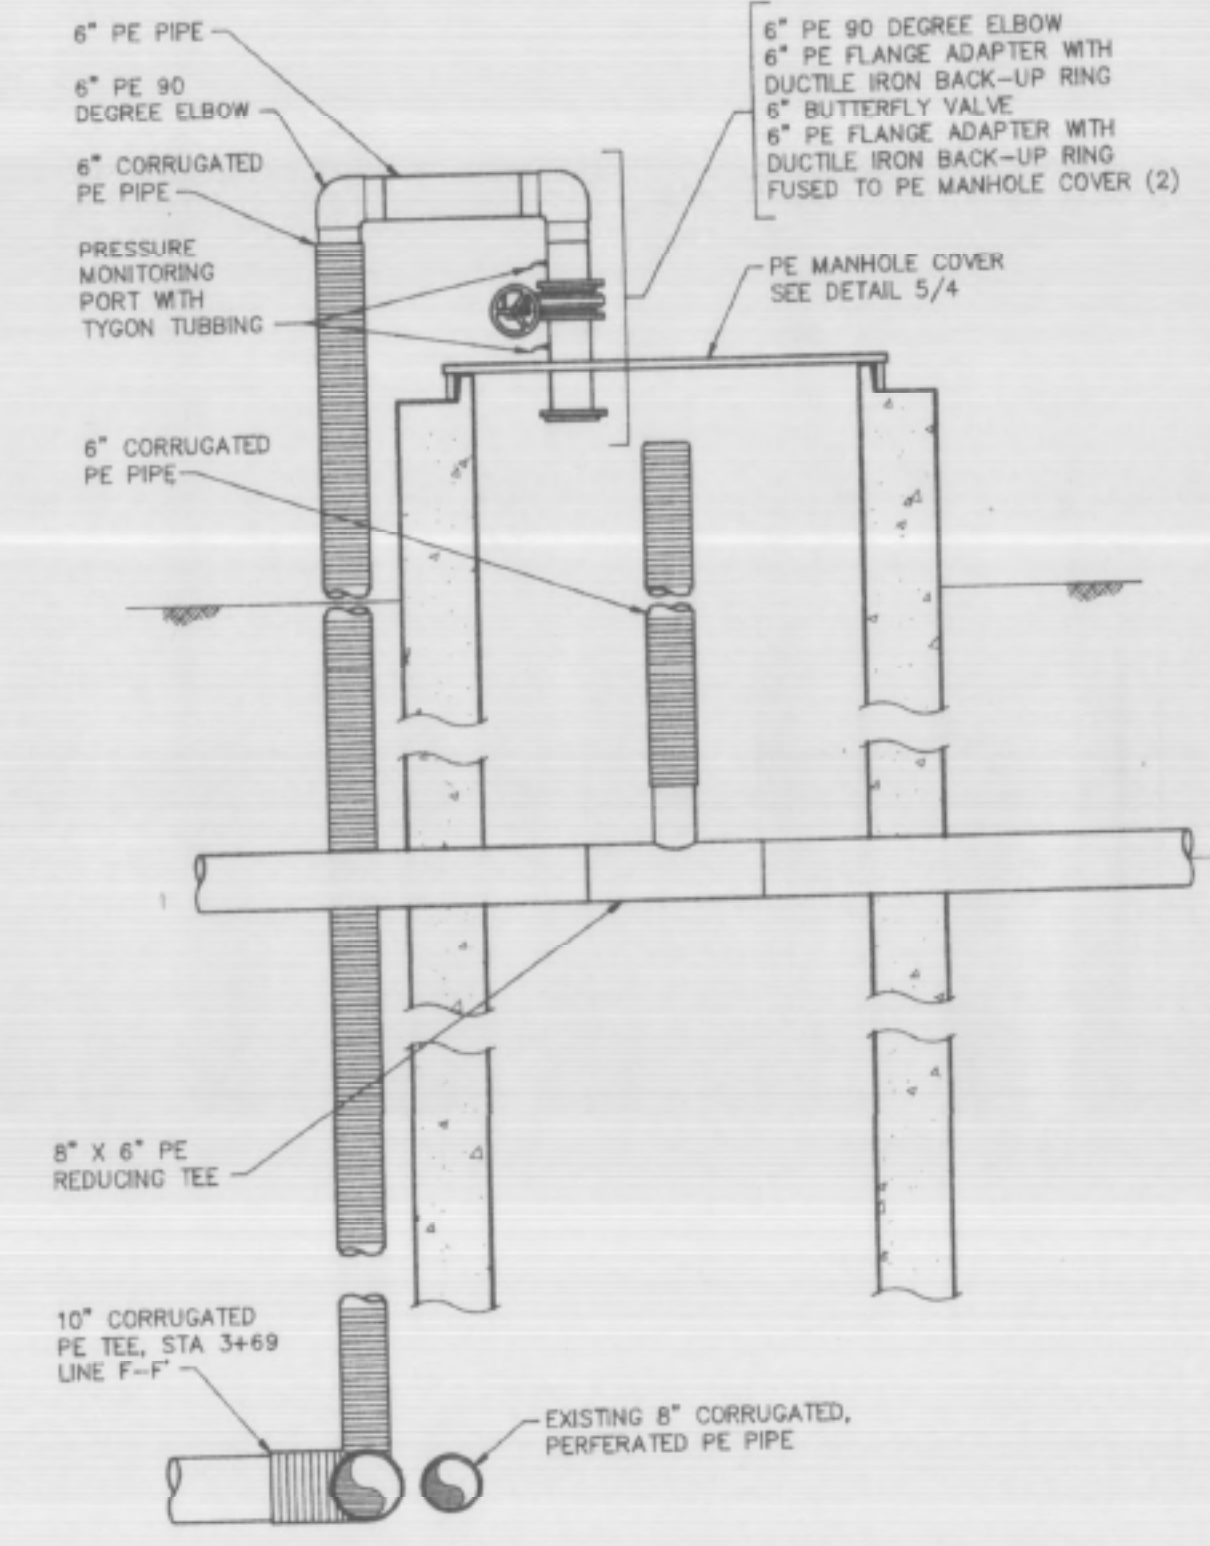 6" PE PIPE
6" PE 90
DEGREE ELBOW
6" CORRUGATED
PE PIPE
PRESSURE
MONITORING
PORT WITH
TYGON TUBBING
6" PE 90 DEGREE ELBOW
6" PE FLANGE ADAPTER WITH
DUCTILE IRON BACK-UP RING
6" BUTTERFLY VALVE
6" PE FLANGE ADAPTER WITH
DUCTILE IRON BACK-UP RING
FUSED TO PE MANHOLE COVER (2)
PE MANHOLE COVER
SEE DETAIL 5/4
6" CORRUGATED
PE PIPE
8" X 6" PE
REDUCING TEE
10" CORRUGATED
PE TEE, STA 3+69
LINE F-F'
EXISTING 8" CORRUGATED,
PERFERATED PE PIPE